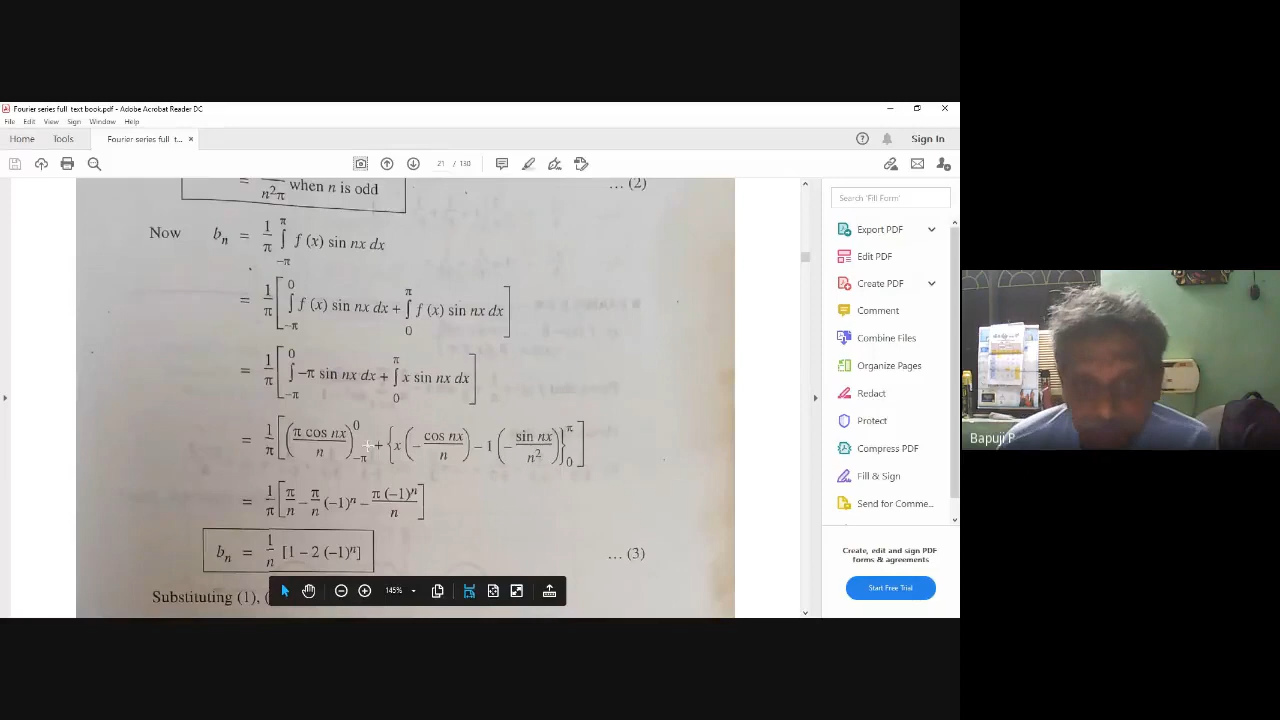 Fourier series full text book.pdf - Adobe Acrobat Reader DC
File Edit View Sign Window Help
Home Tools Fourier series full t... × Sign In
21 / 130
= n²π when n is odd ... (2)
Now bₙ = 1/π ∫_{−π}^{π} f (x) sin nx dx
= 1/π [ ∫_{−π}^{0} f (x) sin nx dx + ∫_{0}^{π} f (x) sin nx dx ]
= 1/π [ ∫_{−π}^{0} −π sin nx dx + ∫_{0}^{π} x sin nx dx ]
= 1/π [ (π cos nx / n)_{−π}^{0} + { x (− cos nx / n) − 1 (− sin nx / n²) }_{0}^{π} ]
= 1/π [ π/n − π/n (−1)ⁿ − π (−1)ⁿ / n ]
bₙ = 1/n [1 − 2 (−1)ⁿ] ... (3)
Substituting (1), (
145%
Search 'Fill Form'
Export PDF
Edit PDF
Create PDF
Comment
Combine Files
Organize Pages
Redact
Protect
Compress PDF
Fill & Sign
Send for Comme...
Create, edit and sign PDF
forms & agreements
Start Free Trial
Bapuji P